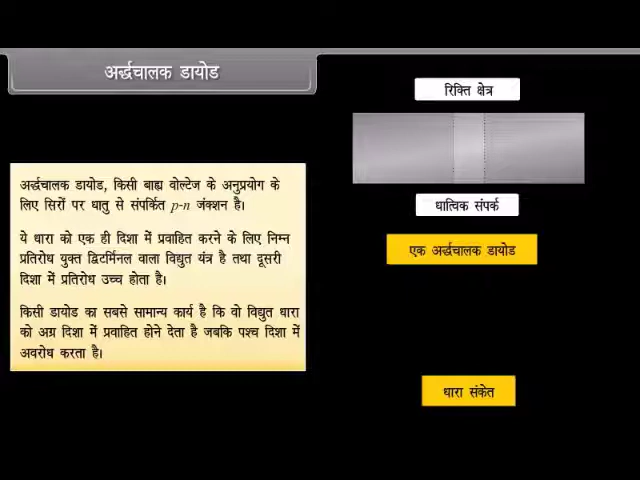 अर्द्धचालक डायोड
अर्द्धचालक डायोड, किसी बाह्य वोल्टेज के अनुप्रयोग के
लिए सिरों पर धातु से संपर्कित p-n जंक्शन है।
ये धारा को एक ही दिशा में प्रवाहित करने के लिए निम्न
प्रतिरोध युक्त द्विटर्मिनल वाला विद्युत यंत्र है तथा दूसरी
दिशा में प्रतिरोध उच्च होता है।
किसी डायोड का सबसे सामान्य कार्य है कि वो विद्युत धारा
को अग्र दिशा में प्रवाहित होने देता है जबकि पश्च दिशा में
अवरोध करता है।
रिक्ति क्षेत्र
धात्विक संपर्क
एक अर्द्धचालक डायोड
धारा संकेत